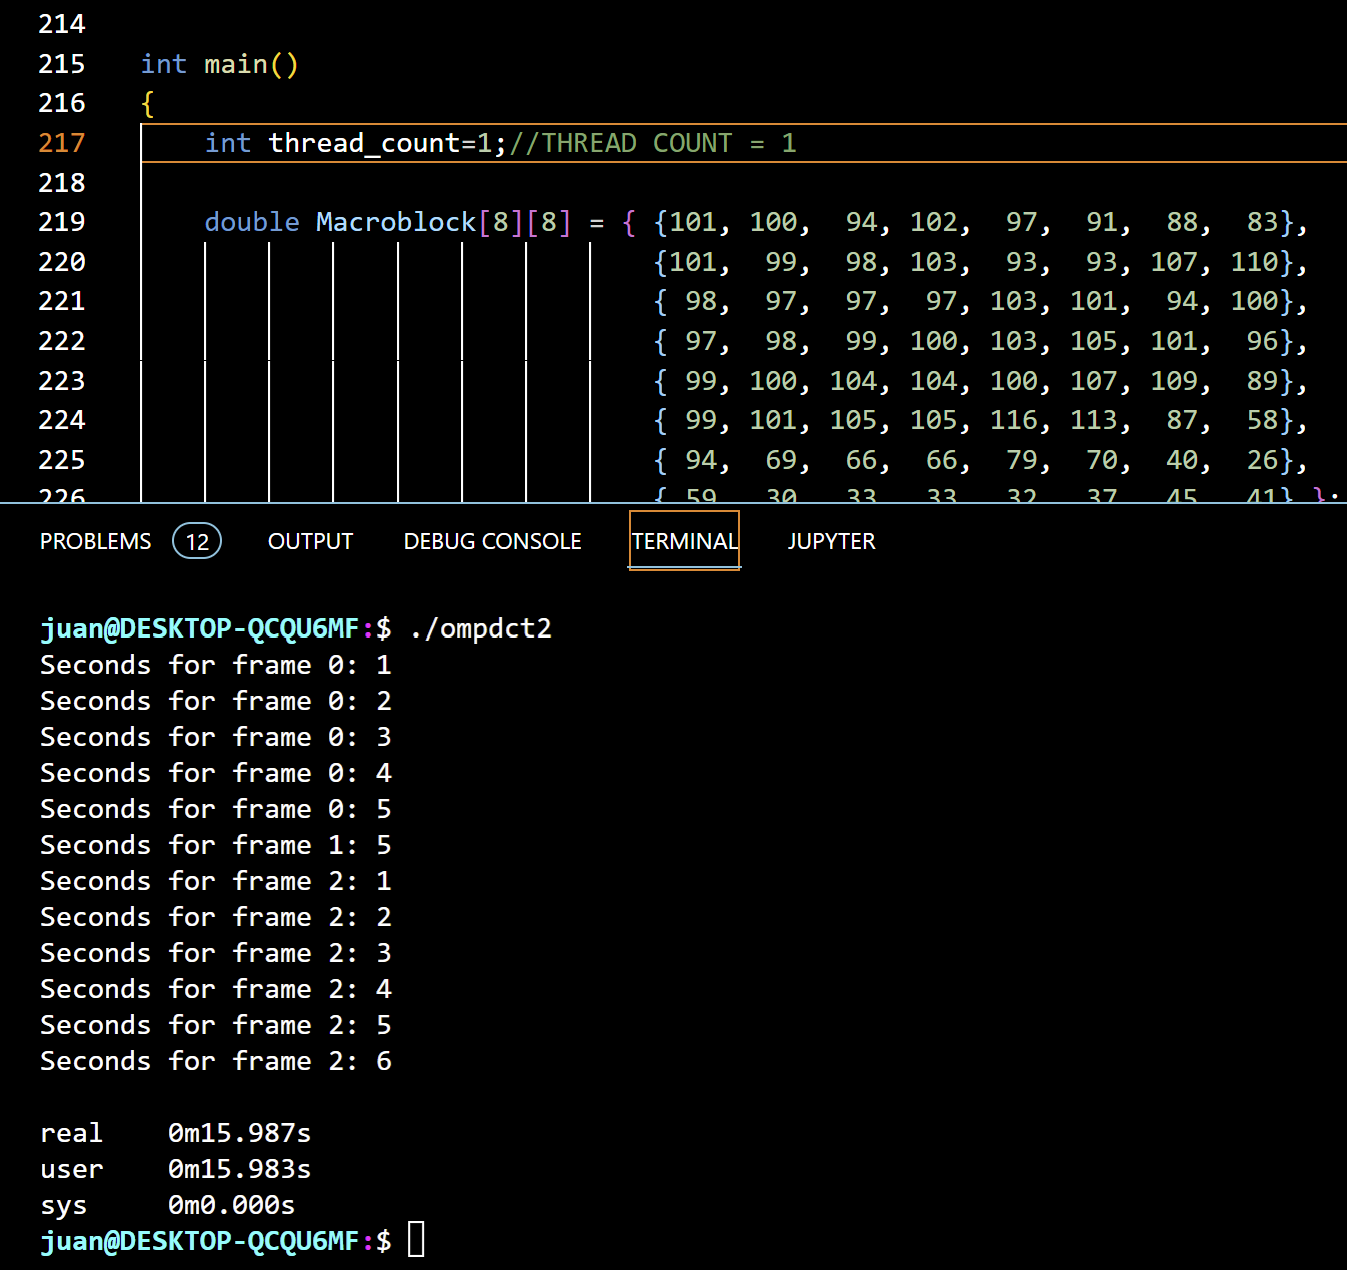 214
215 int main()
216 {
217 int thread_count=1;//THREAD COUNT = 1
218
219 double Macroblock[8][8] = { {101, 100, 94, 102, 97, 91, 88, 83},
220 {101, 99, 98, 103, 93, 93, 107, 110},
221 { 98, 97, 97, 97, 103, 101, 94, 100},
222 { 97, 98, 99, 100, 103, 105, 101, 96},
223 { 99, 100, 104, 104, 100, 107, 109, 89},
224 { 99, 101, 105, 105, 116, 113, 87, 58},
225 { 94, 69, 66, 66, 79, 70, 40, 26},
226 { 59, 30, 33, 33, 32, 37, 45, 41} };
PROBLEMS 12 OUTPUT DEBUG CONSOLE TERMINAL JUPYTER
juan@DESKTOP-QCQU6MF:$ ./ompdct2
Seconds for frame 0: 1
Seconds for frame 0: 2
Seconds for frame 0: 3
Seconds for frame 0: 4
Seconds for frame 0: 5
Seconds for frame 1: 5
Seconds for frame 2: 1
Seconds for frame 2: 2
Seconds for frame 2: 3
Seconds for frame 2: 4
Seconds for frame 2: 5
Seconds for frame 2: 6
real 0m15.987s
user 0m15.983s
sys 0m0.000s
juan@DESKTOP-QCQU6MF:$